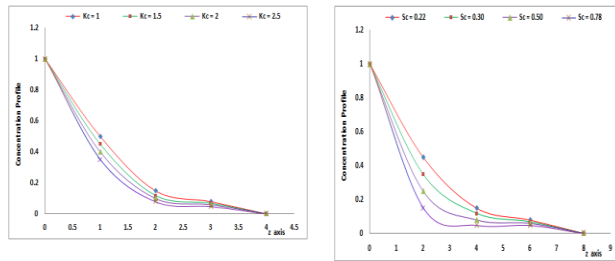 Kc = 1 Kc = 1.5 Kc = 2 Kc = 2.5
Concentration Profile
1.2
1
0.8
0.6
0.4
0.2
0
0 0.5 1 1.5 2 2.5 3 3.5 4 4.5
z axis
Sc = 0.22 Sc = 0.30 Sc = 0.50 Sc = 0.78
Concentration Profile
1.2
1
0.8
0.6
0.4
0.2
0
0 1 2 3 4 5 6 7 8 9
z axis